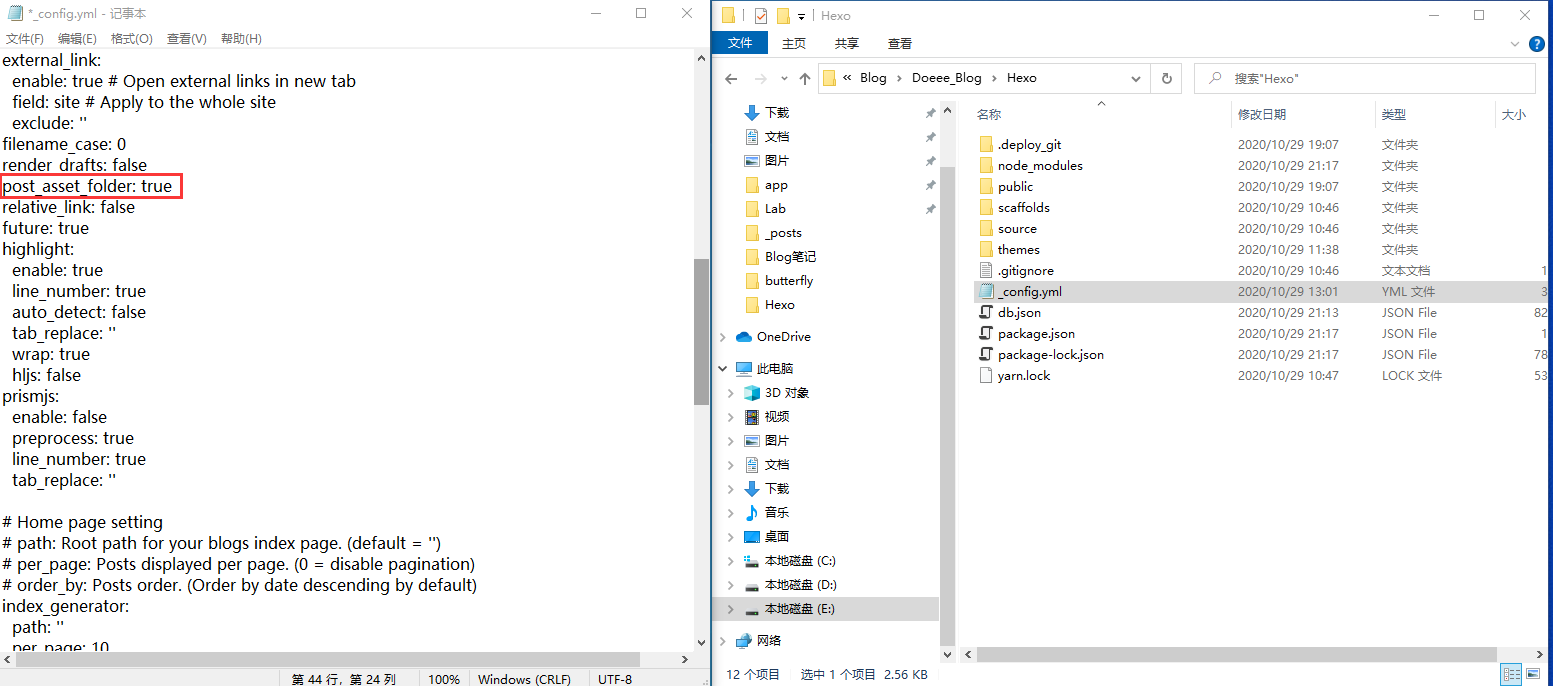 *_config.yml - 记事本
文件(F) 编辑(E) 格式(O) 查看(V) 帮助(H)
external_link:
  enable: true # Open external links in new tab
  field: site # Apply to the whole site
  exclude: ''
filename_case: 0
render_drafts: false
post_asset_folder: true
relative_link: false
future: true
highlight:
  enable: true
  line_number: true
  auto_detect: false
  tab_replace: ''
  wrap: true
  hljs: false
prismjs:
  enable: false
  preprocess: true
  line_number: true
  tab_replace: ''
# Home page setting
# path: Root path for your blogs index page. (default = '')
# per_page: Posts displayed per page. (0 = disable pagination)
# order_by: Posts order. (Order by date descending by default)
index_generator:
  path: ''
  per_page: 10
第 44 行，第 24 列 100% Windows (CRLF) UTF-8
Hexo
文件 主页 共享 查看
« Blog › Doeee_Blog › Hexo
搜索"Hexo"
下载
文档
图片
app
Lab
_posts
Blog笔记
butterfly
Hexo
OneDrive
此电脑
3D 对象
视频
图片
文档
下载
音乐
桌面
本地磁盘 (C:)
本地磁盘 (D:)
本地磁盘 (E:)
网络
名称 修改日期 类型 大小
.deploy_git 2020/10/29 19:07 文件夹
node_modules 2020/10/29 21:17 文件夹
public 2020/10/29 19:07 文件夹
scaffolds 2020/10/29 10:46 文件夹
source 2020/10/29 10:46 文件夹
themes 2020/10/29 11:38 文件夹
.gitignore 2020/10/29 10:46 文本文档 1
_config.yml 2020/10/29 13:01 YML 文件 3
db.json 2020/10/29 21:13 JSON File 82
package.json 2020/10/29 21:17 JSON File 1
package-lock.json 2020/10/29 21:17 JSON File 78
yarn.lock 2020/10/29 10:47 LOCK 文件 53
12 个项目 选中 1 个项目 2.56 KB